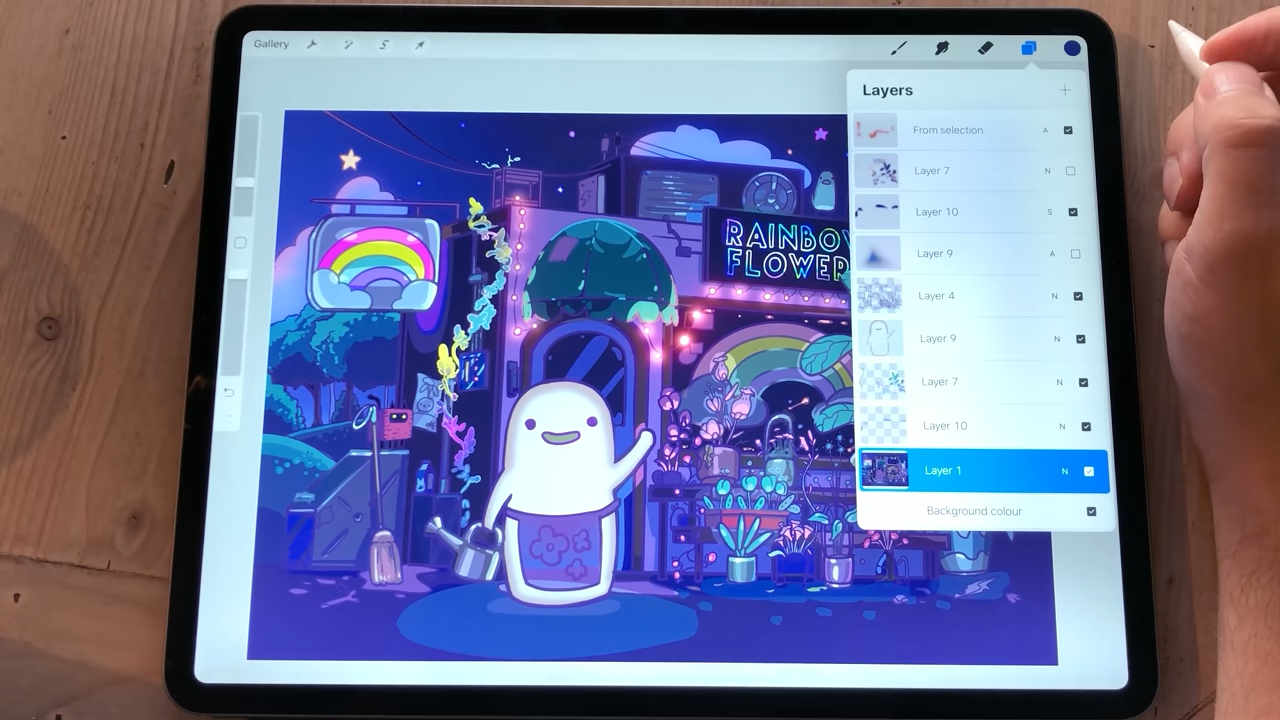 Gallery
Layers
From selection A
Layer 7 N
Layer 10 S
Layer 9 A
Layer 4 N
Layer 9 N
Layer 7 N
Layer 10 N
Layer 1 N
Background colour
RAINBO
FLOWER